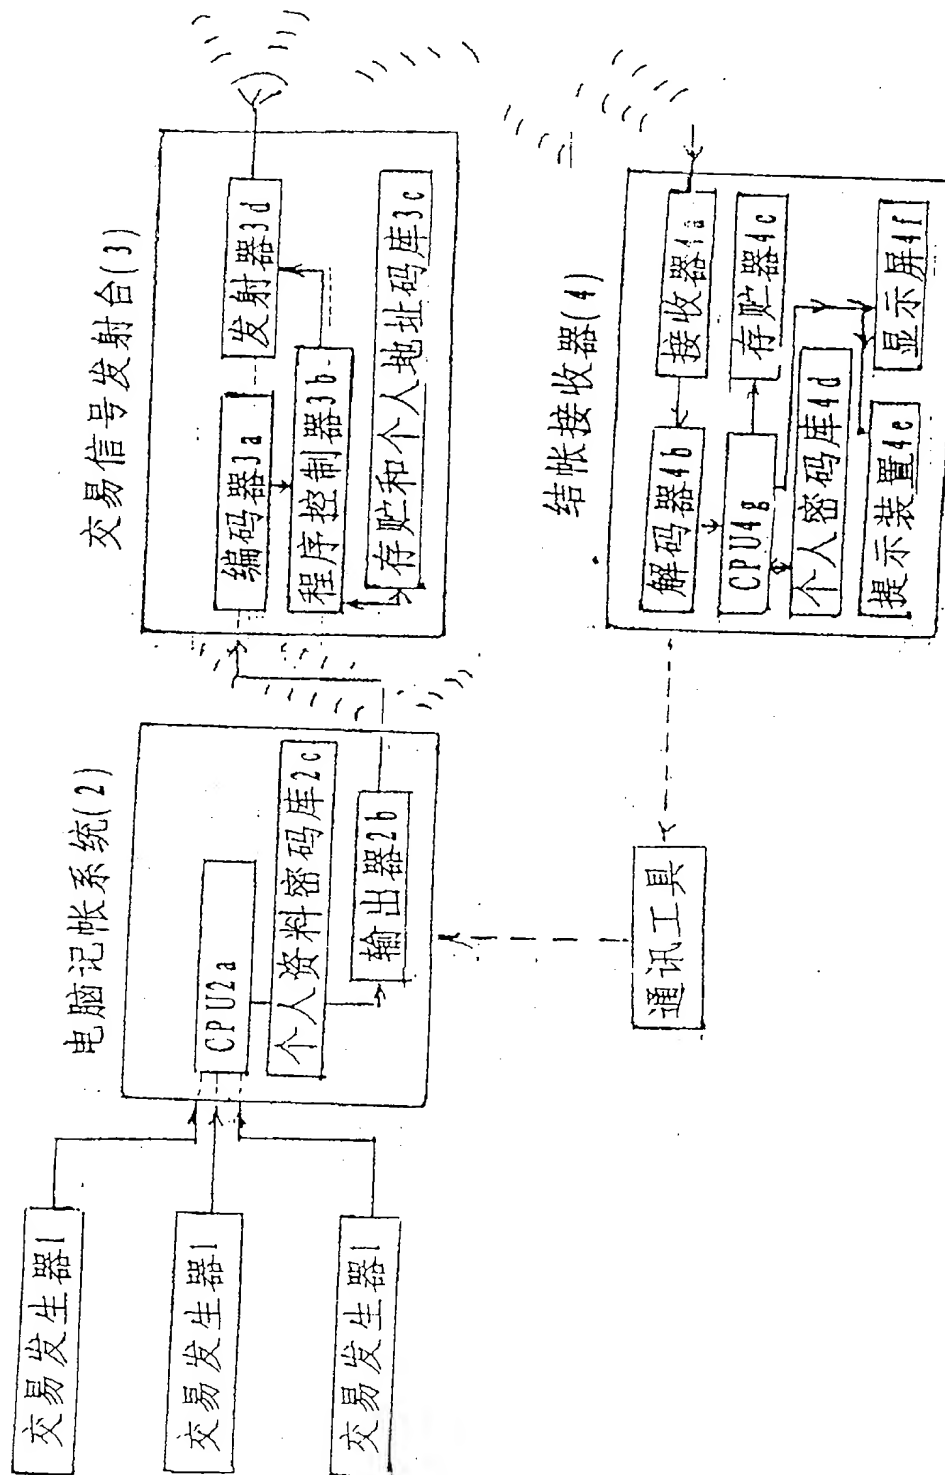 交易发生器1
交易发生器1
交易发生器1
电脑记帐系统(2)
CPU2a
个人资料密码库2c
输出器2b
交易信号发射台(3)
编码器3a
发射器3d
程序控制器3b
存贮和个人地址码库3c
结帐接收器(4)
解码器4b
接收器4a
CPU4g
存贮器4c
个人密码库4d
提示装置4e
显示屏4f
通讯工具